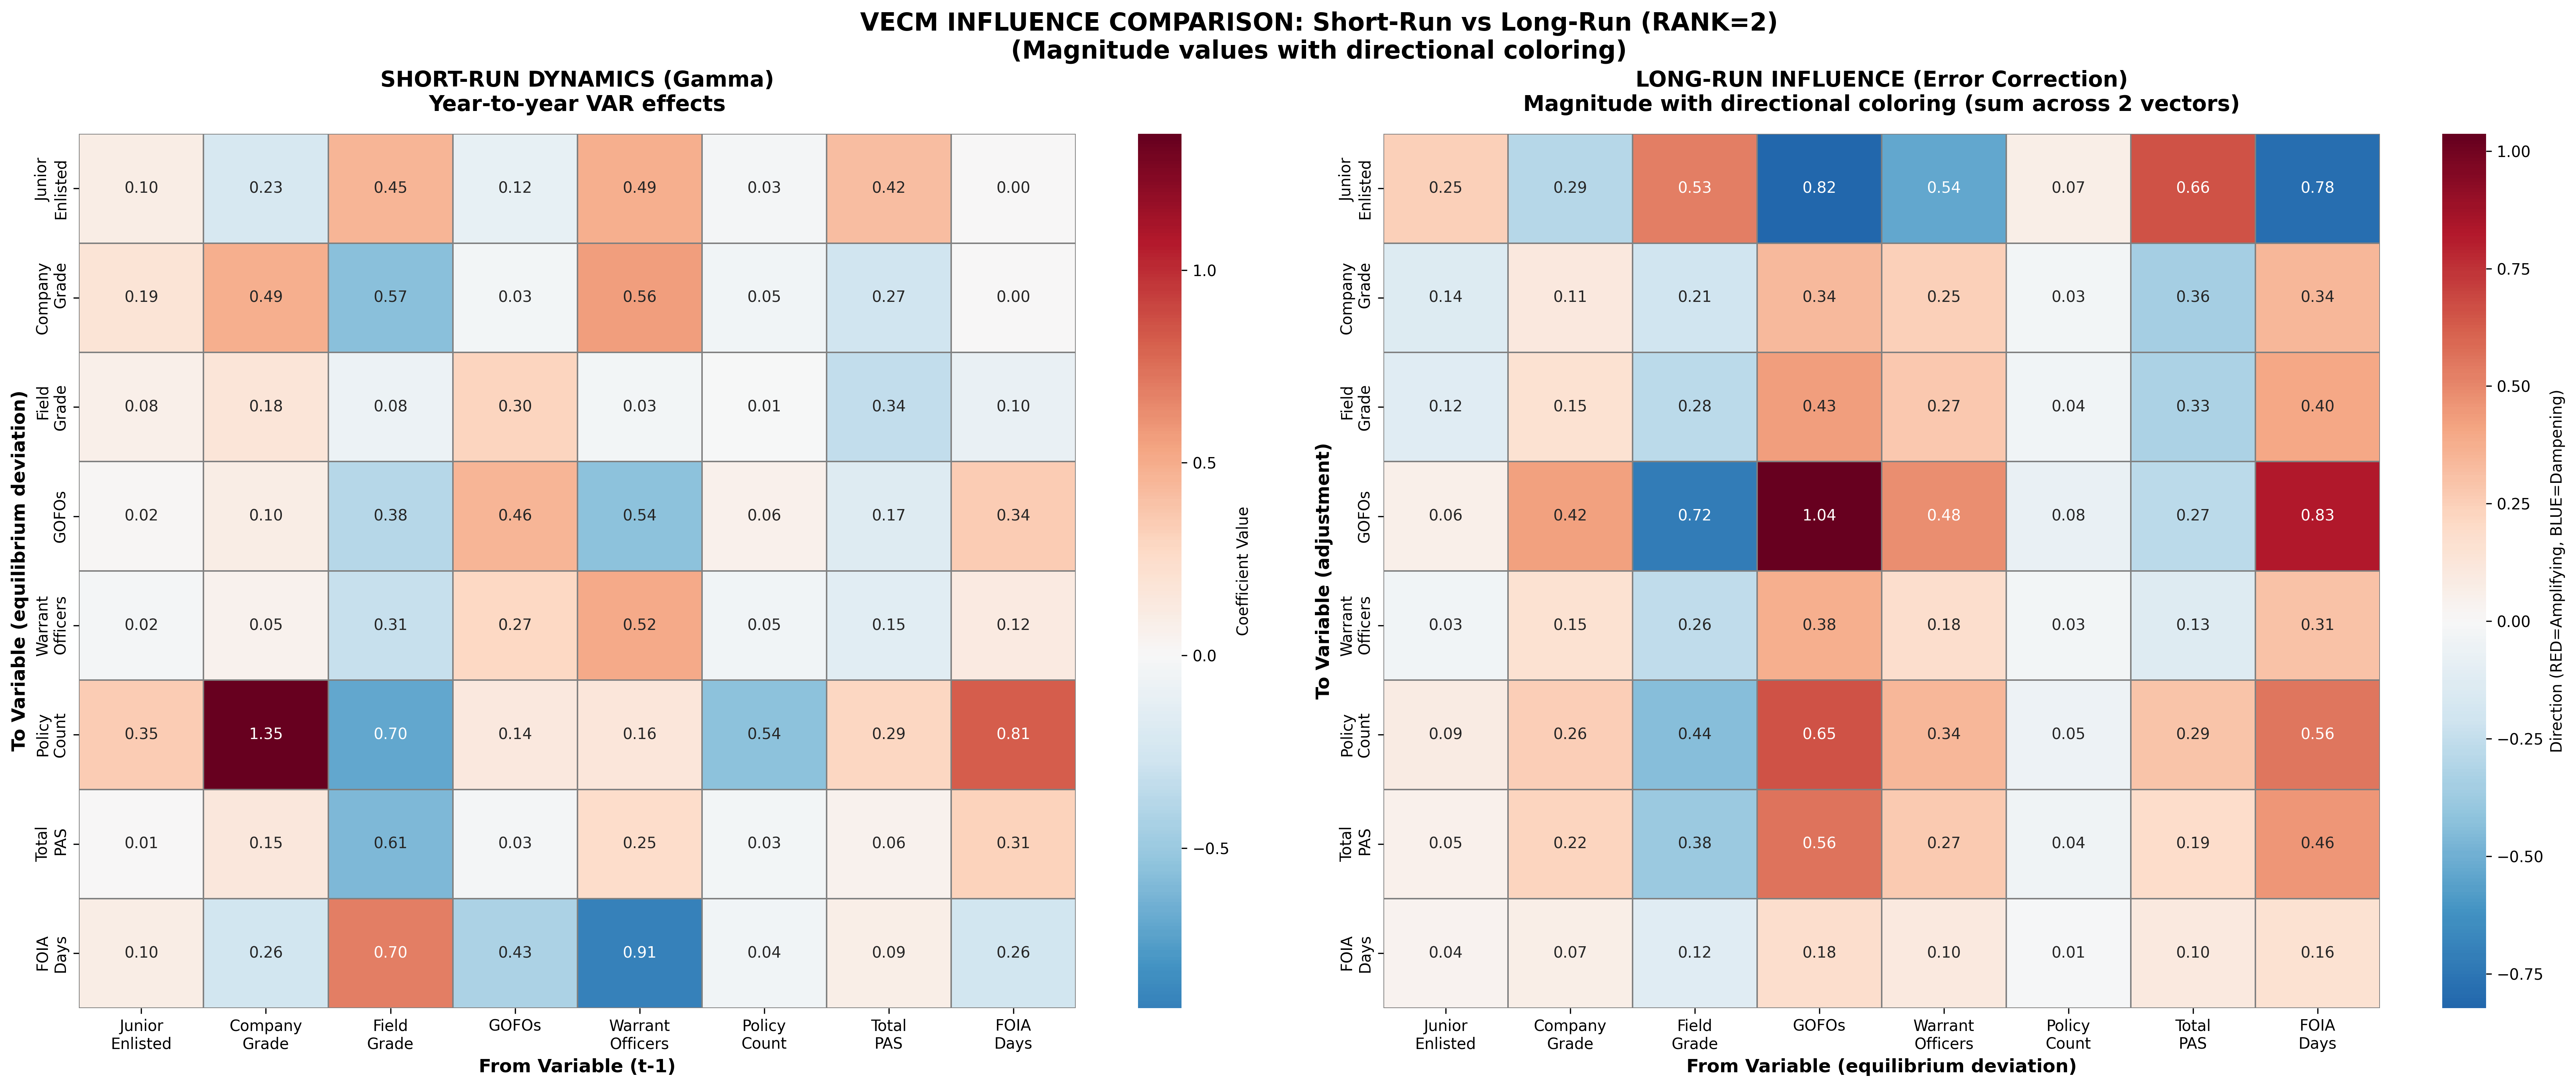 VECM INFLUENCE COMPARISON: Short-Run vs Long-Run (RANK=2)
(Magnitude values with directional coloring)
SHORT-RUN DYNAMICS (Gamma)
Year-to-year VAR effects
To Variable (equilibrium deviation)
Junior
Enlisted
0.10 0.23 0.45 0.12 0.49 0.03 0.42 0.00
Company
Grade
0.19 0.49 0.57 0.03 0.56 0.05 0.27 0.00
Field
Grade
0.08 0.18 0.08 0.30 0.03 0.01 0.34 0.10
GOFOs
0.02 0.10 0.38 0.46 0.54 0.06 0.17 0.34
Warrant
Officers
0.02 0.05 0.31 0.27 0.52 0.05 0.15 0.12
Policy
Count
0.35 1.35 0.70 0.14 0.16 0.54 0.29 0.81
Total
PAS
0.01 0.15 0.61 0.03 0.25 0.03 0.06 0.31
FOIA
Days
0.10 0.26 0.70 0.43 0.91 0.04 0.09 0.26
Junior Company Field GOFOs Warrant Policy Total FOIA
Enlisted Grade Grade Officers Count PAS Days
From Variable (t-1)
1.0
0.5
0.0
−0.5
Coefficient Value
LONG-RUN INFLUENCE (Error Correction)
Magnitude with directional coloring (sum across 2 vectors)
To Variable (adjustment)
Junior
Enlisted
0.25 0.29 0.53 0.82 0.54 0.07 0.66 0.78
Company
Grade
0.14 0.11 0.21 0.34 0.25 0.03 0.36 0.34
Field
Grade
0.12 0.15 0.28 0.43 0.27 0.04 0.33 0.40
GOFOs
0.06 0.42 0.72 1.04 0.48 0.08 0.27 0.83
Warrant
Officers
0.03 0.15 0.26 0.38 0.18 0.03 0.13 0.31
Policy
Count
0.09 0.26 0.44 0.65 0.34 0.05 0.29 0.56
Total
PAS
0.05 0.22 0.38 0.56 0.27 0.04 0.19 0.46
FOIA
Days
0.04 0.07 0.12 0.18 0.10 0.01 0.10 0.16
Junior Company Field GOFOs Warrant Policy Total FOIA
Enlisted Grade Grade Officers Count PAS Days
From Variable (equilibrium deviation)
1.00
0.75
0.50
0.25
0.00
−0.25
−0.50
−0.75
Direction (RED=Amplifying, BLUE=Dampening)